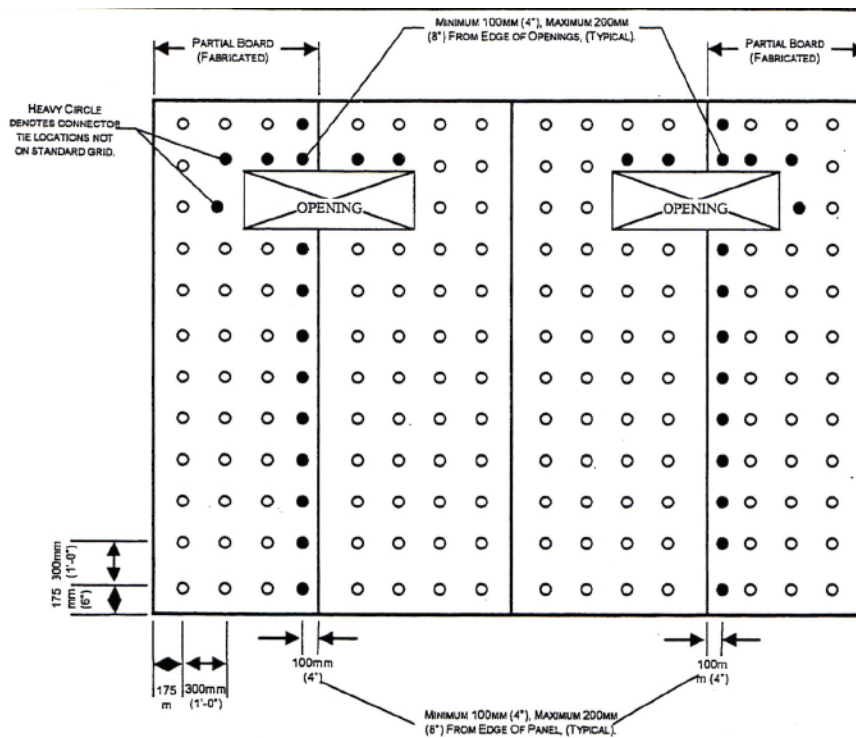 MINIMUM 100MM (4"), MAXIMUM 200MM
(8") FROM EDGE OF OPENINGS, (TYPICAL).
PARTIAL BOARD
(FABRICATED)
PARTIAL BOARD
(FABRICATED)
HEAVY CIRCLE
DENOTES CONNECTOR
TIE LOCATIONS NOT
ON STANDARD GRID.
OPENING
OPENING
300mm
(1'-0")
175
mm
(6")
175
m
300mm
(1'-0")
100mm
(4")
100m
m (4")
MINIMUM 100MM (4"), MAXIMUM 200MM
(8") FROM EDGE OF PANEL, (TYPICAL).